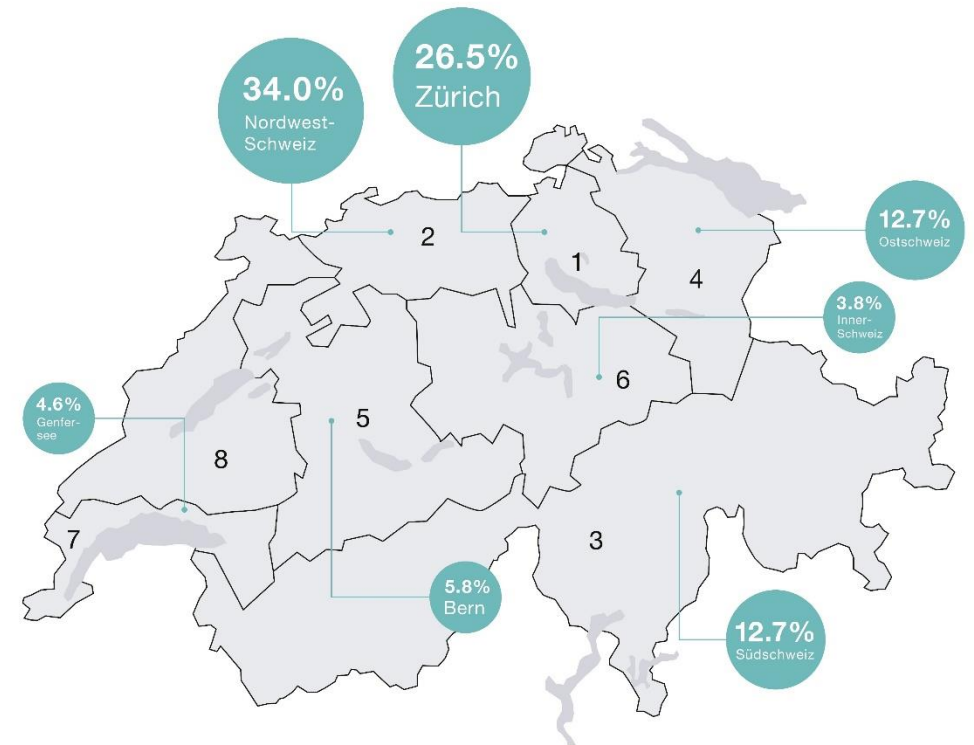 34.0%
Nordwest-
Schweiz
26.5%
Zürich
12.7%
Ostschweiz
3.8%
Inner-
Schweiz
4.6%
Genfer-
see
5.8%
Bern
12.7%
Südschweiz
2
1
4
6
5
8
7
3